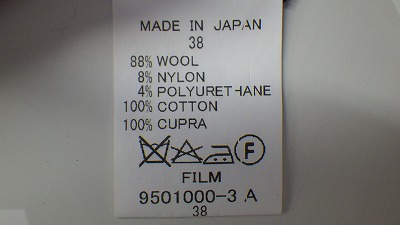 MADE IN JAPAN
38
88% WOOL
8% NYLON
4% POLYURETHANE
100% COTTON
100% CUPRA
F
FILM
9501000-3 A
38